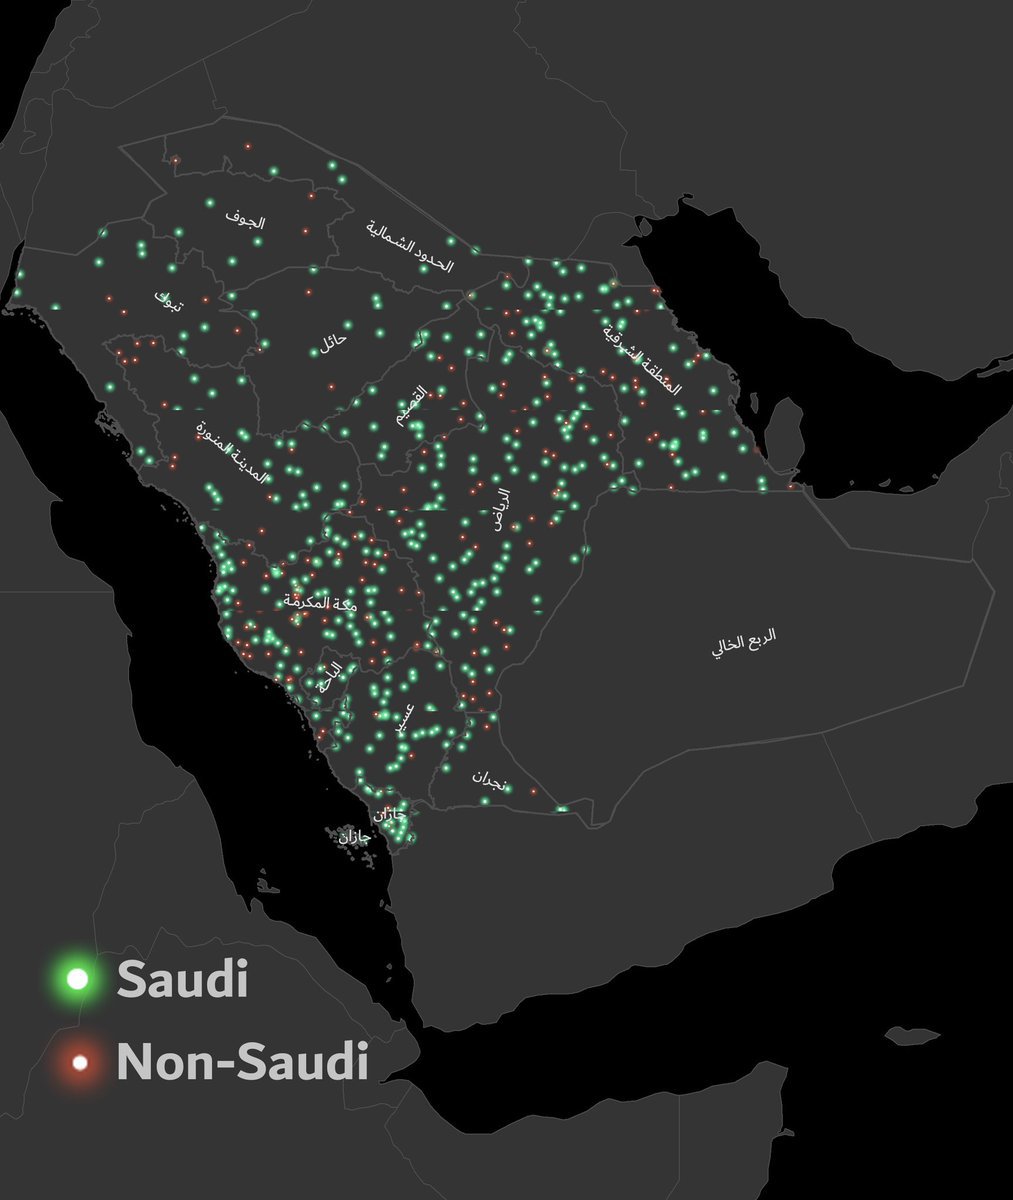 الجوف
الحدود الشمالية
تبوك
حائل
المنطقة الشرقية
القصيم
المدينة المنورة
الرياض
مكة المكرمة
الربع الخالي
الباحة
عسير
نجران
جازان
جازان
Saudi
Non-Saudi